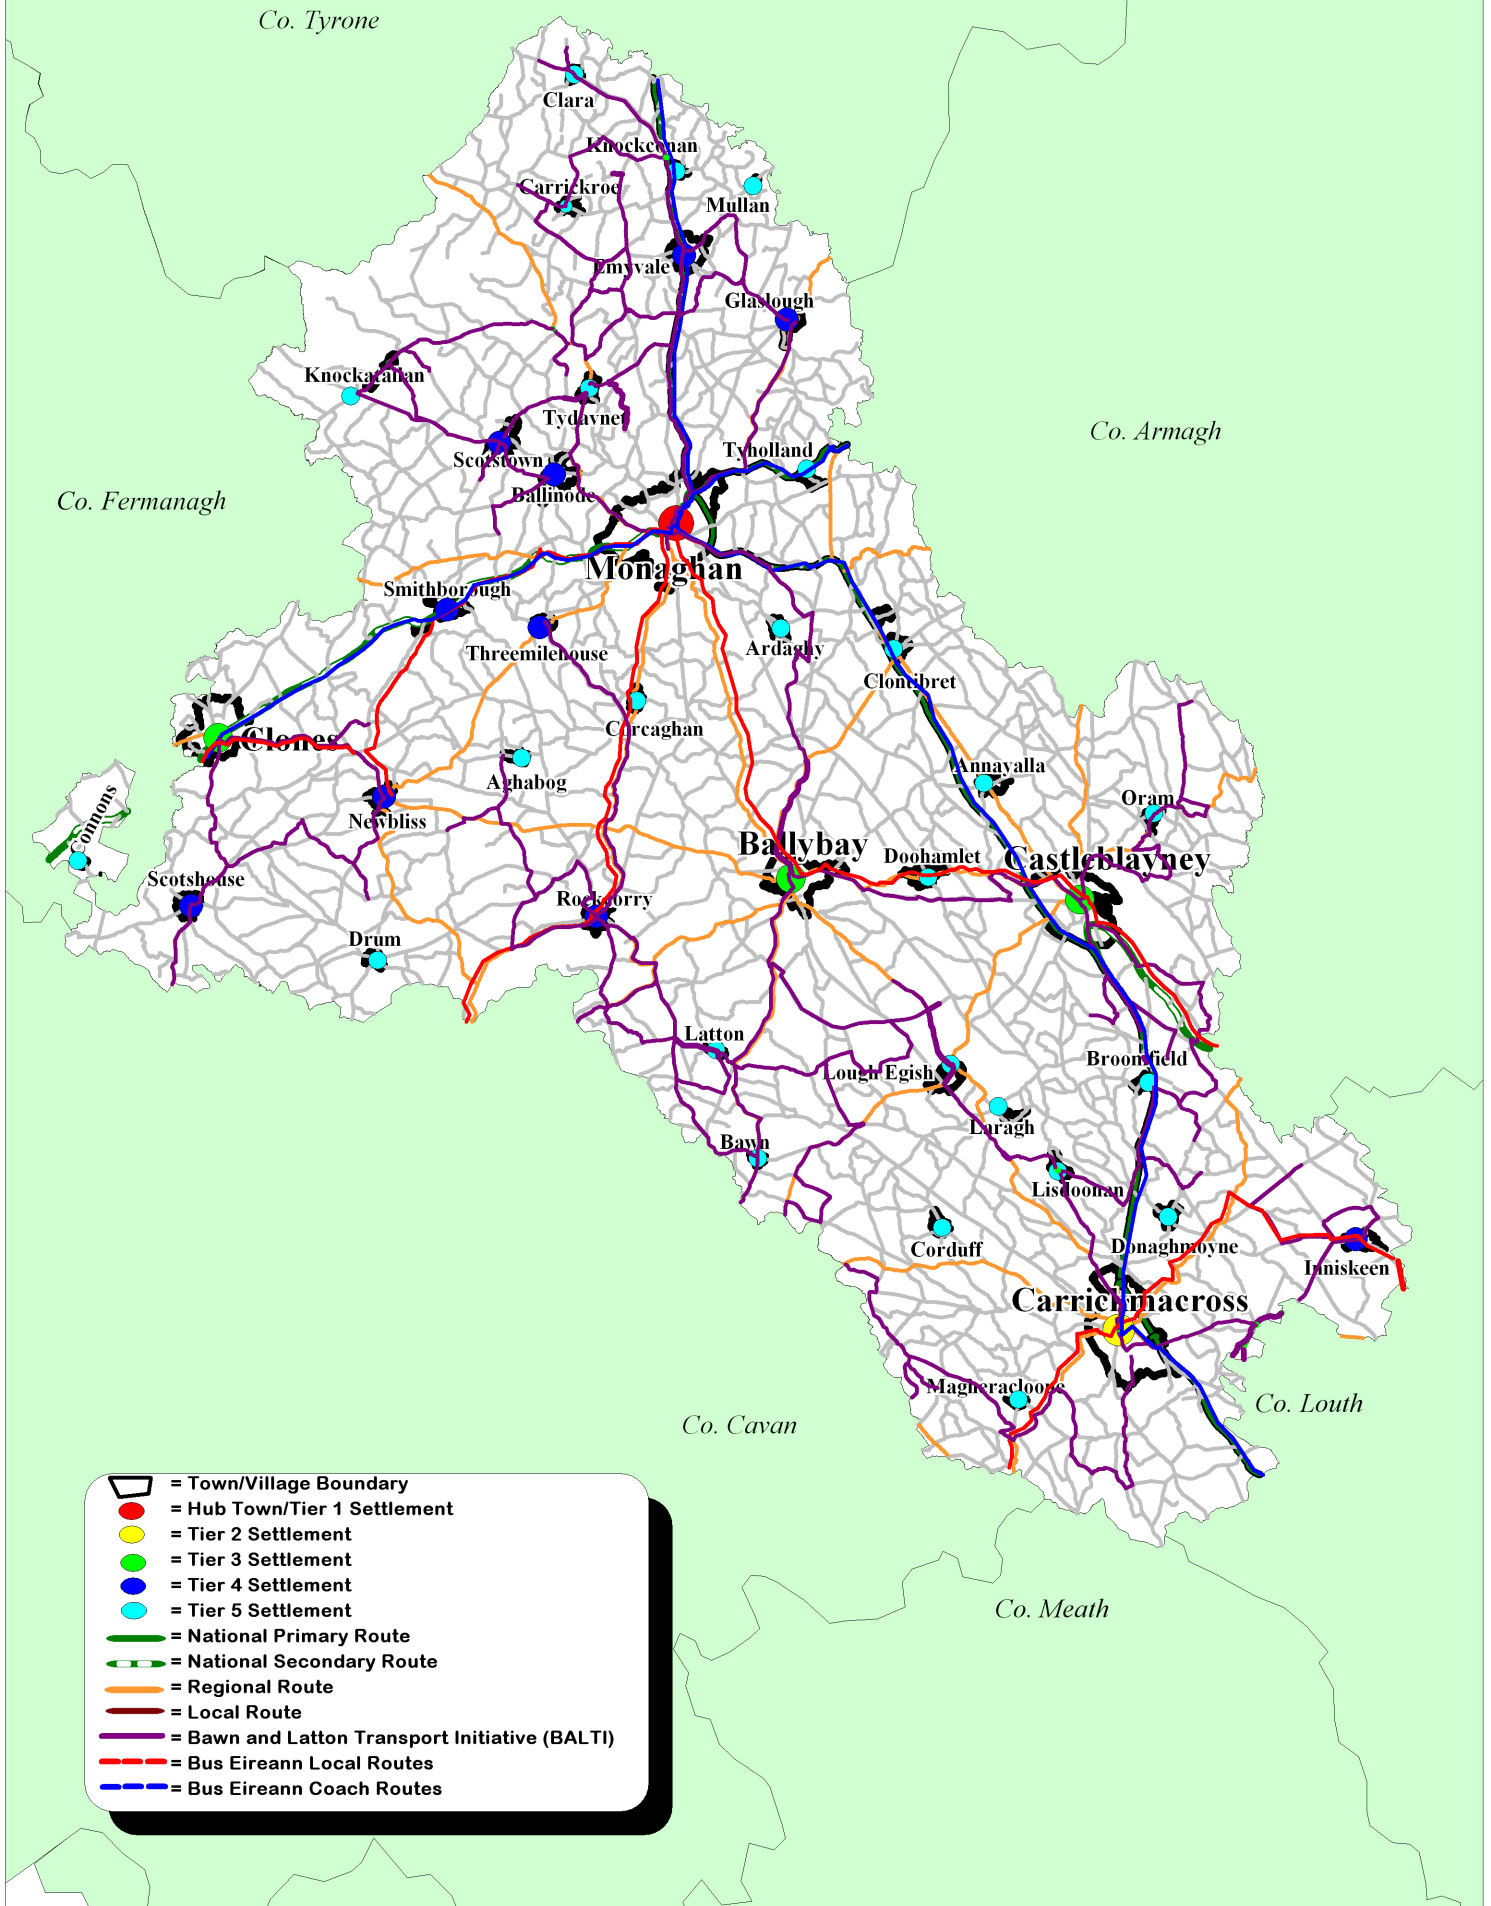 Co. Tyrone
Clara
Knockconan
Carrickroe
Mullan
Emyvale
Glaslough
Knockatallan
Tydavnet
Co. Armagh
Tyholland
Scotstown
Ballinode
Co. Fermanagh
Monaghan
Smithborough
Threemilehouse
Ardaghy
Clontibret
Corcaghan
Clones
Annayalla
Aghabog
Oram
Connons
Newbliss
Ballybay
Doohamlet
Castleblayney
Scotshouse
Rockcorry
Drum
Latton
Broomfield
Lough Egish
Laragh
Bawn
Lisdoonan
Corduff
Donaghmoyne
Inniskeen
Carrickmacross
Magheracloone
Co. Louth
Co. Cavan
= Town/Village Boundary
= Hub Town/Tier 1 Settlement
= Tier 2 Settlement
= Tier 3 Settlement
= Tier 4 Settlement
= Tier 5 Settlement
= National Primary Route
= National Secondary Route
= Regional Route
= Local Route
= Bawn and Latton Transport Initiative (BALTI)
= Bus Eireann Local Routes
= Bus Eireann Coach Routes
Co. Meath